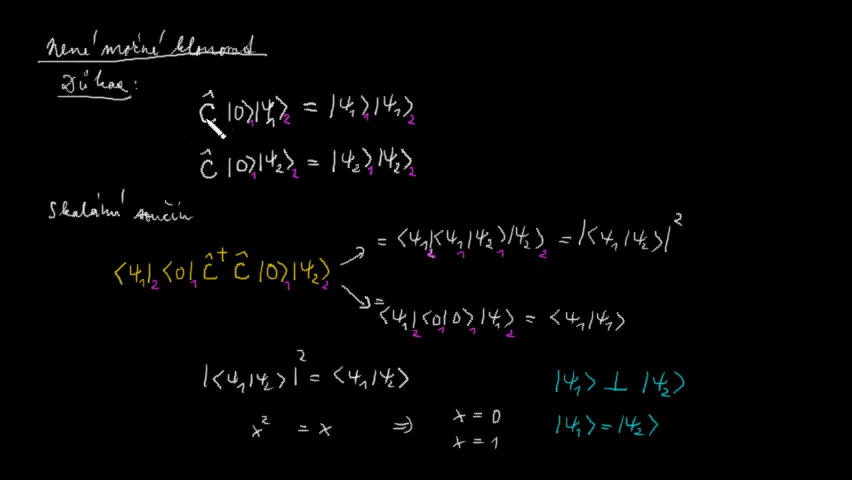 Není možné klonovat
Důkaz:
Ĉ |0⟩₁|ψ₁⟩₂ = |ψ₁⟩₁|ψ₁⟩₂
Ĉ |0⟩₁|ψ₂⟩₂ = |ψ₂⟩₁|ψ₂⟩₂
Skalární součin
= ⟨ψ₁|₂⟨ψ₁|ψ₂⟩₁|ψ₂⟩₂ = |⟨ψ₁|ψ₂⟩|²
⟨ψ₁|₂⟨0|₁Ĉ⁺ Ĉ |0⟩₁|ψ₂⟩₂
= ⟨ψ₁|₂⟨0|0⟩₁|ψ₁⟩₂ = ⟨ψ₁|ψ₁⟩
|⟨ψ₁|ψ₂⟩|² = ⟨ψ₁|ψ₂⟩ |ψ₁⟩ ⊥ |ψ₂⟩
x² = x ⇒ x = 0 |ψ₁⟩ = |ψ₂⟩
x = 1